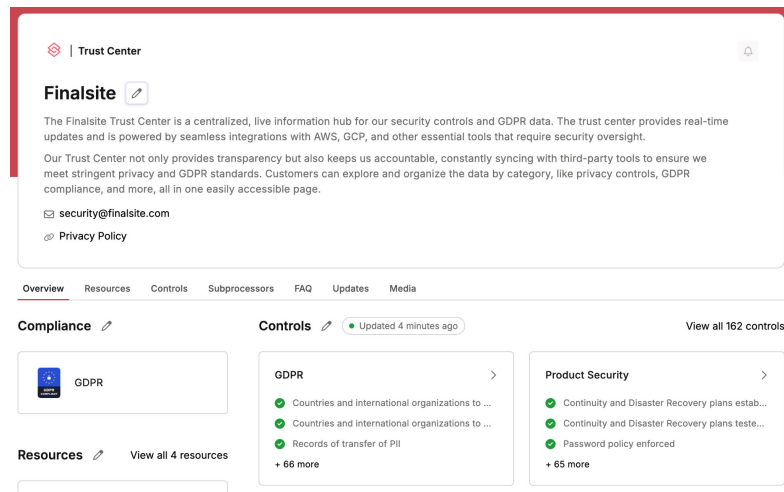 | Trust Center
Finalsite
The Finalsite Trust Center is a centralized, live information hub for our security controls and GDPR data. The trust center provides real-time
updates and is powered by seamless integrations with AWS, GCP, and other essential tools that require security oversight.
Our Trust Center not only provides transparency but also keeps us accountable, constantly syncing with third-party tools to ensure we
meet stringent privacy and GDPR standards. Customers can explore and organize the data by category, like privacy controls, GDPR
compliance, and more, all in one easily accessible page.
security@finalsite.com
Privacy Policy
Overview Resources Controls Subprocessors FAQ Updates Media
Compliance
GDPR
COMPLIANT
GDPR
Resources View all 4 resources
Controls Updated 4 minutes ago View all 162 controls
GDPR
Countries and international organizations to ...
Countries and international organizations to ...
Records of transfer of PII
+ 66 more
Product Security
Continuity and Disaster Recovery plans estab...
Continuity and Disaster Recovery plans teste...
Password policy enforced
+ 65 more